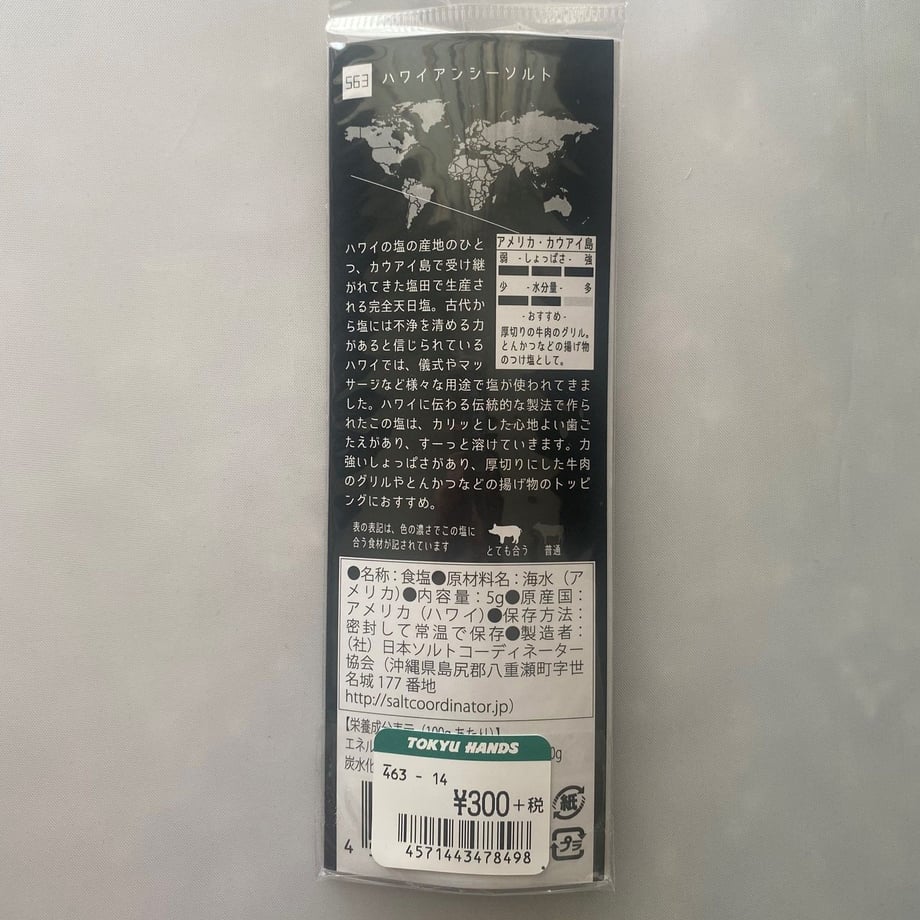 563 ハワイアンシーソルト
ハワイの塩の産地のひと
つ、カウアイ島で受け継
がれてきた塩田で生産さ
れる完全天日塩。古代か
ら塩には不浄を清める力
があると信じられている
ハワイでは、儀式やマッ
サージなど様々な用途で塩が使われてきま
した。ハワイに伝わる伝統的な製法で作ら
れたこの塩は、カリッとした心地よい歯ご
たえがあり、すーっと溶けていきます。力
強いしょっぱさがあり、厚切りにした牛肉
のグリルやとんかつなどの揚げ物のトッピ
ングにおすすめ。
アメリカ・カウアイ島
弱 -しょっぱさ- 強
少 -水分量- 多
-おすすめ-
厚切りの牛肉のグリル。
とんかつなどの揚げ物
のつけ塩として。
表の表記は、色の濃さでこの塩に
合う食材が記されています
とても合う 普通
●名称：食塩●原材料名：海水（ア
メリカ）●内容量：5g●原産国：
アメリカ（ハワイ）●保存方法：
密封して常温で保存●製造者：
（社）日本ソルトコーディネーター
協会（沖縄県島尻郡八重瀬町字世
名城 177 番地
http://saltcoordinator.jp）
【栄養成分表示（100gあたり）】
エネル
0g
炭水化
TOKYU HANDS
463 - 14
¥300+税
4571443478498
4
紙
プラ